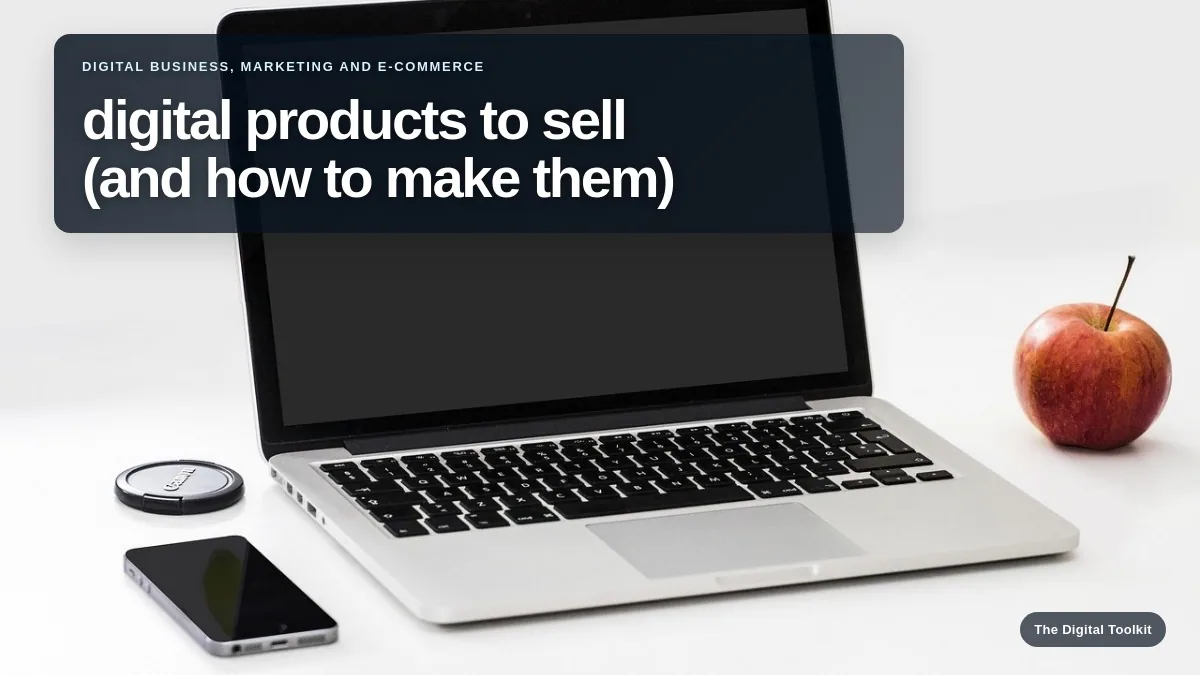 DIGITAL BUSINESS, MARKETING AND E-COMMERCE
digital products to sell
(and how to make them)
The Digital Toolkit